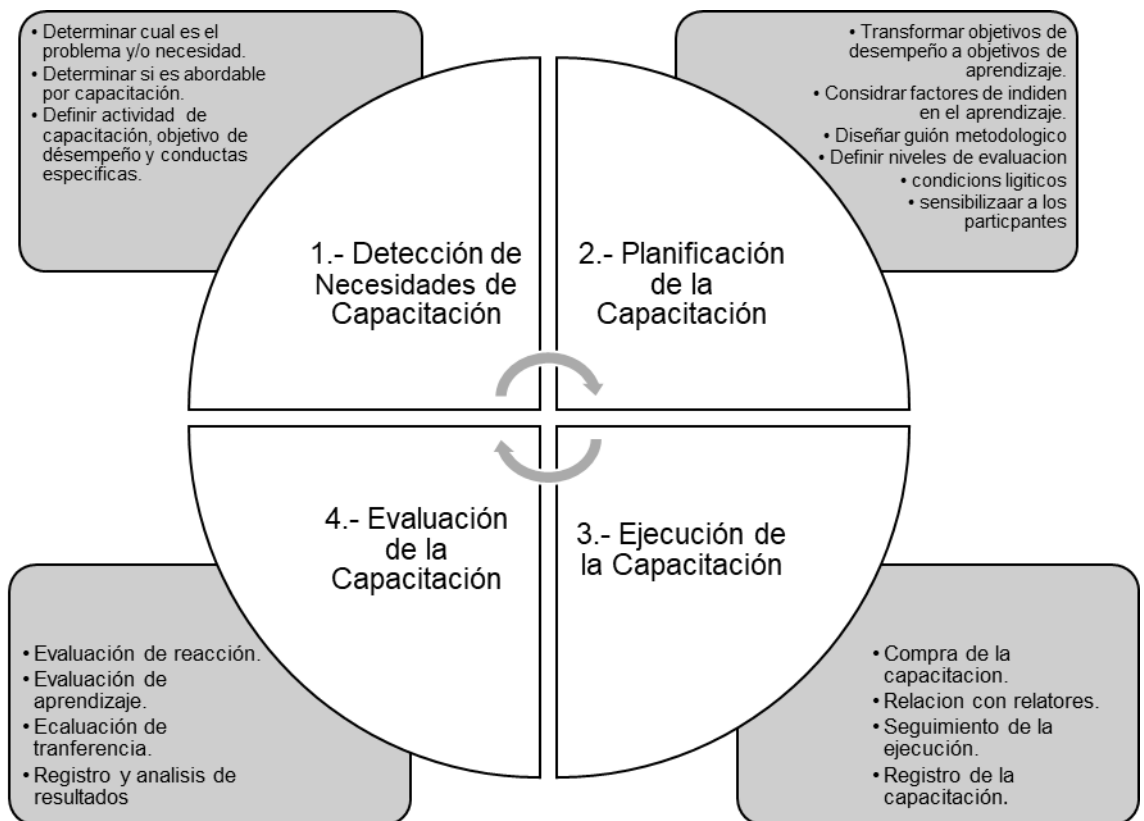 • Determinar cual es el
problema y/o necesidad.
• Determinar si es abordable
por capacitación.
• Definir actividad de
capacitación, objetivo de
désempeño y conductas
especificas.
• Transformar objetivos de
desempeño a objetivos de
aprendizaje.
• Considrar factores de indiden
en el aprendizaje.
• Diseñar guión metodologico
• Definir niveles de evaluacion
• condicions ligiticos
• sensibilizaar a los
particpantes
1.- Detección de
Necesidades de
Capacitación
2.- Planificación
de la
Capacitación
4.- Evaluación
de la
Capacitación
3.- Ejecución de
la Capacitación
• Evaluación de reacción.
• Evaluación de
aprendizaje.
• Ecaluación de
tranferencia.
• Registro y analisis de
resultados
• Compra de la
capacitacion.
• Relacion con relatores.
• Seguimiento de la
ejecución.
• Registro de la
capacitación.